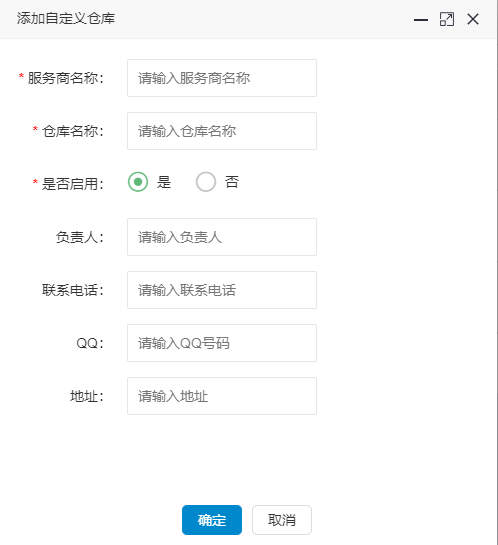 添加自定义仓库
* 服务商名称： 请输入服务商名称
* 仓库名称： 请输入仓库名称
* 是否启用： 是 否
负责人： 请输入负责人
联系电话： 请输入联系电话
QQ： 请输入QQ号码
地址： 请输入地址
确定 取消